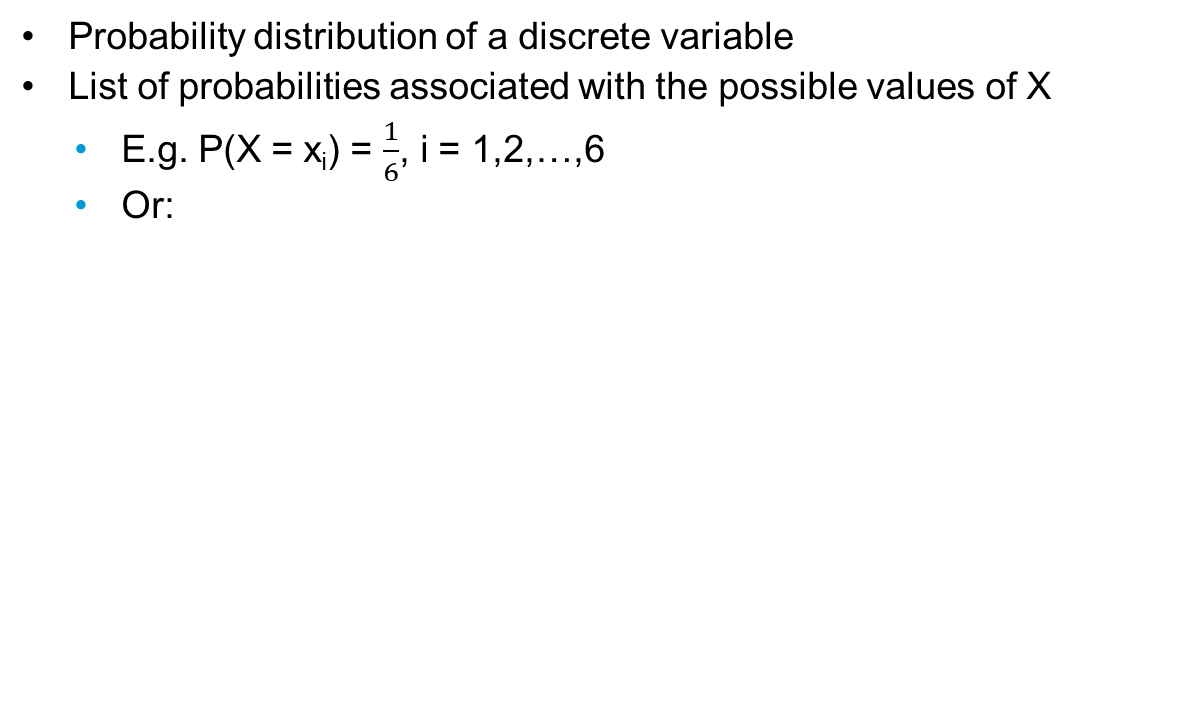 • Probability distribution of a discrete variable
• List of probabilities associated with the possible values of X
• E.g. P(X = xᵢ) = 1/6, i = 1,2,…,6
• Or: